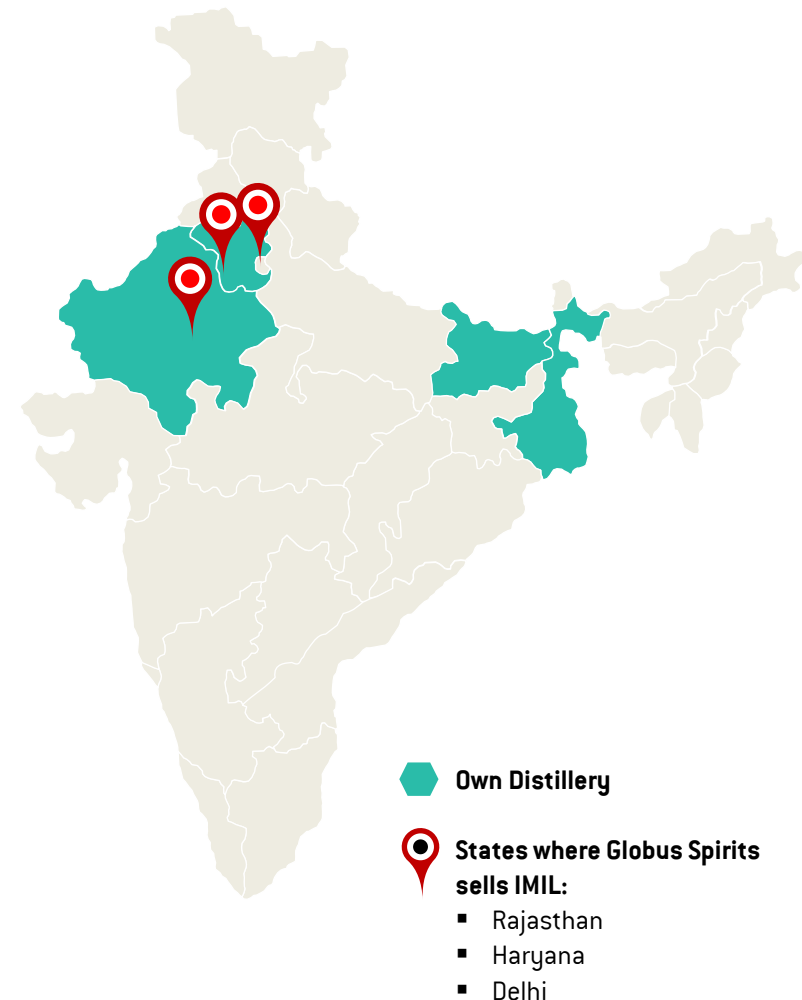 Own Distillery
States where Globus Spirits
sells IMIL:
▪ Rajasthan
▪ Haryana
▪ Delhi